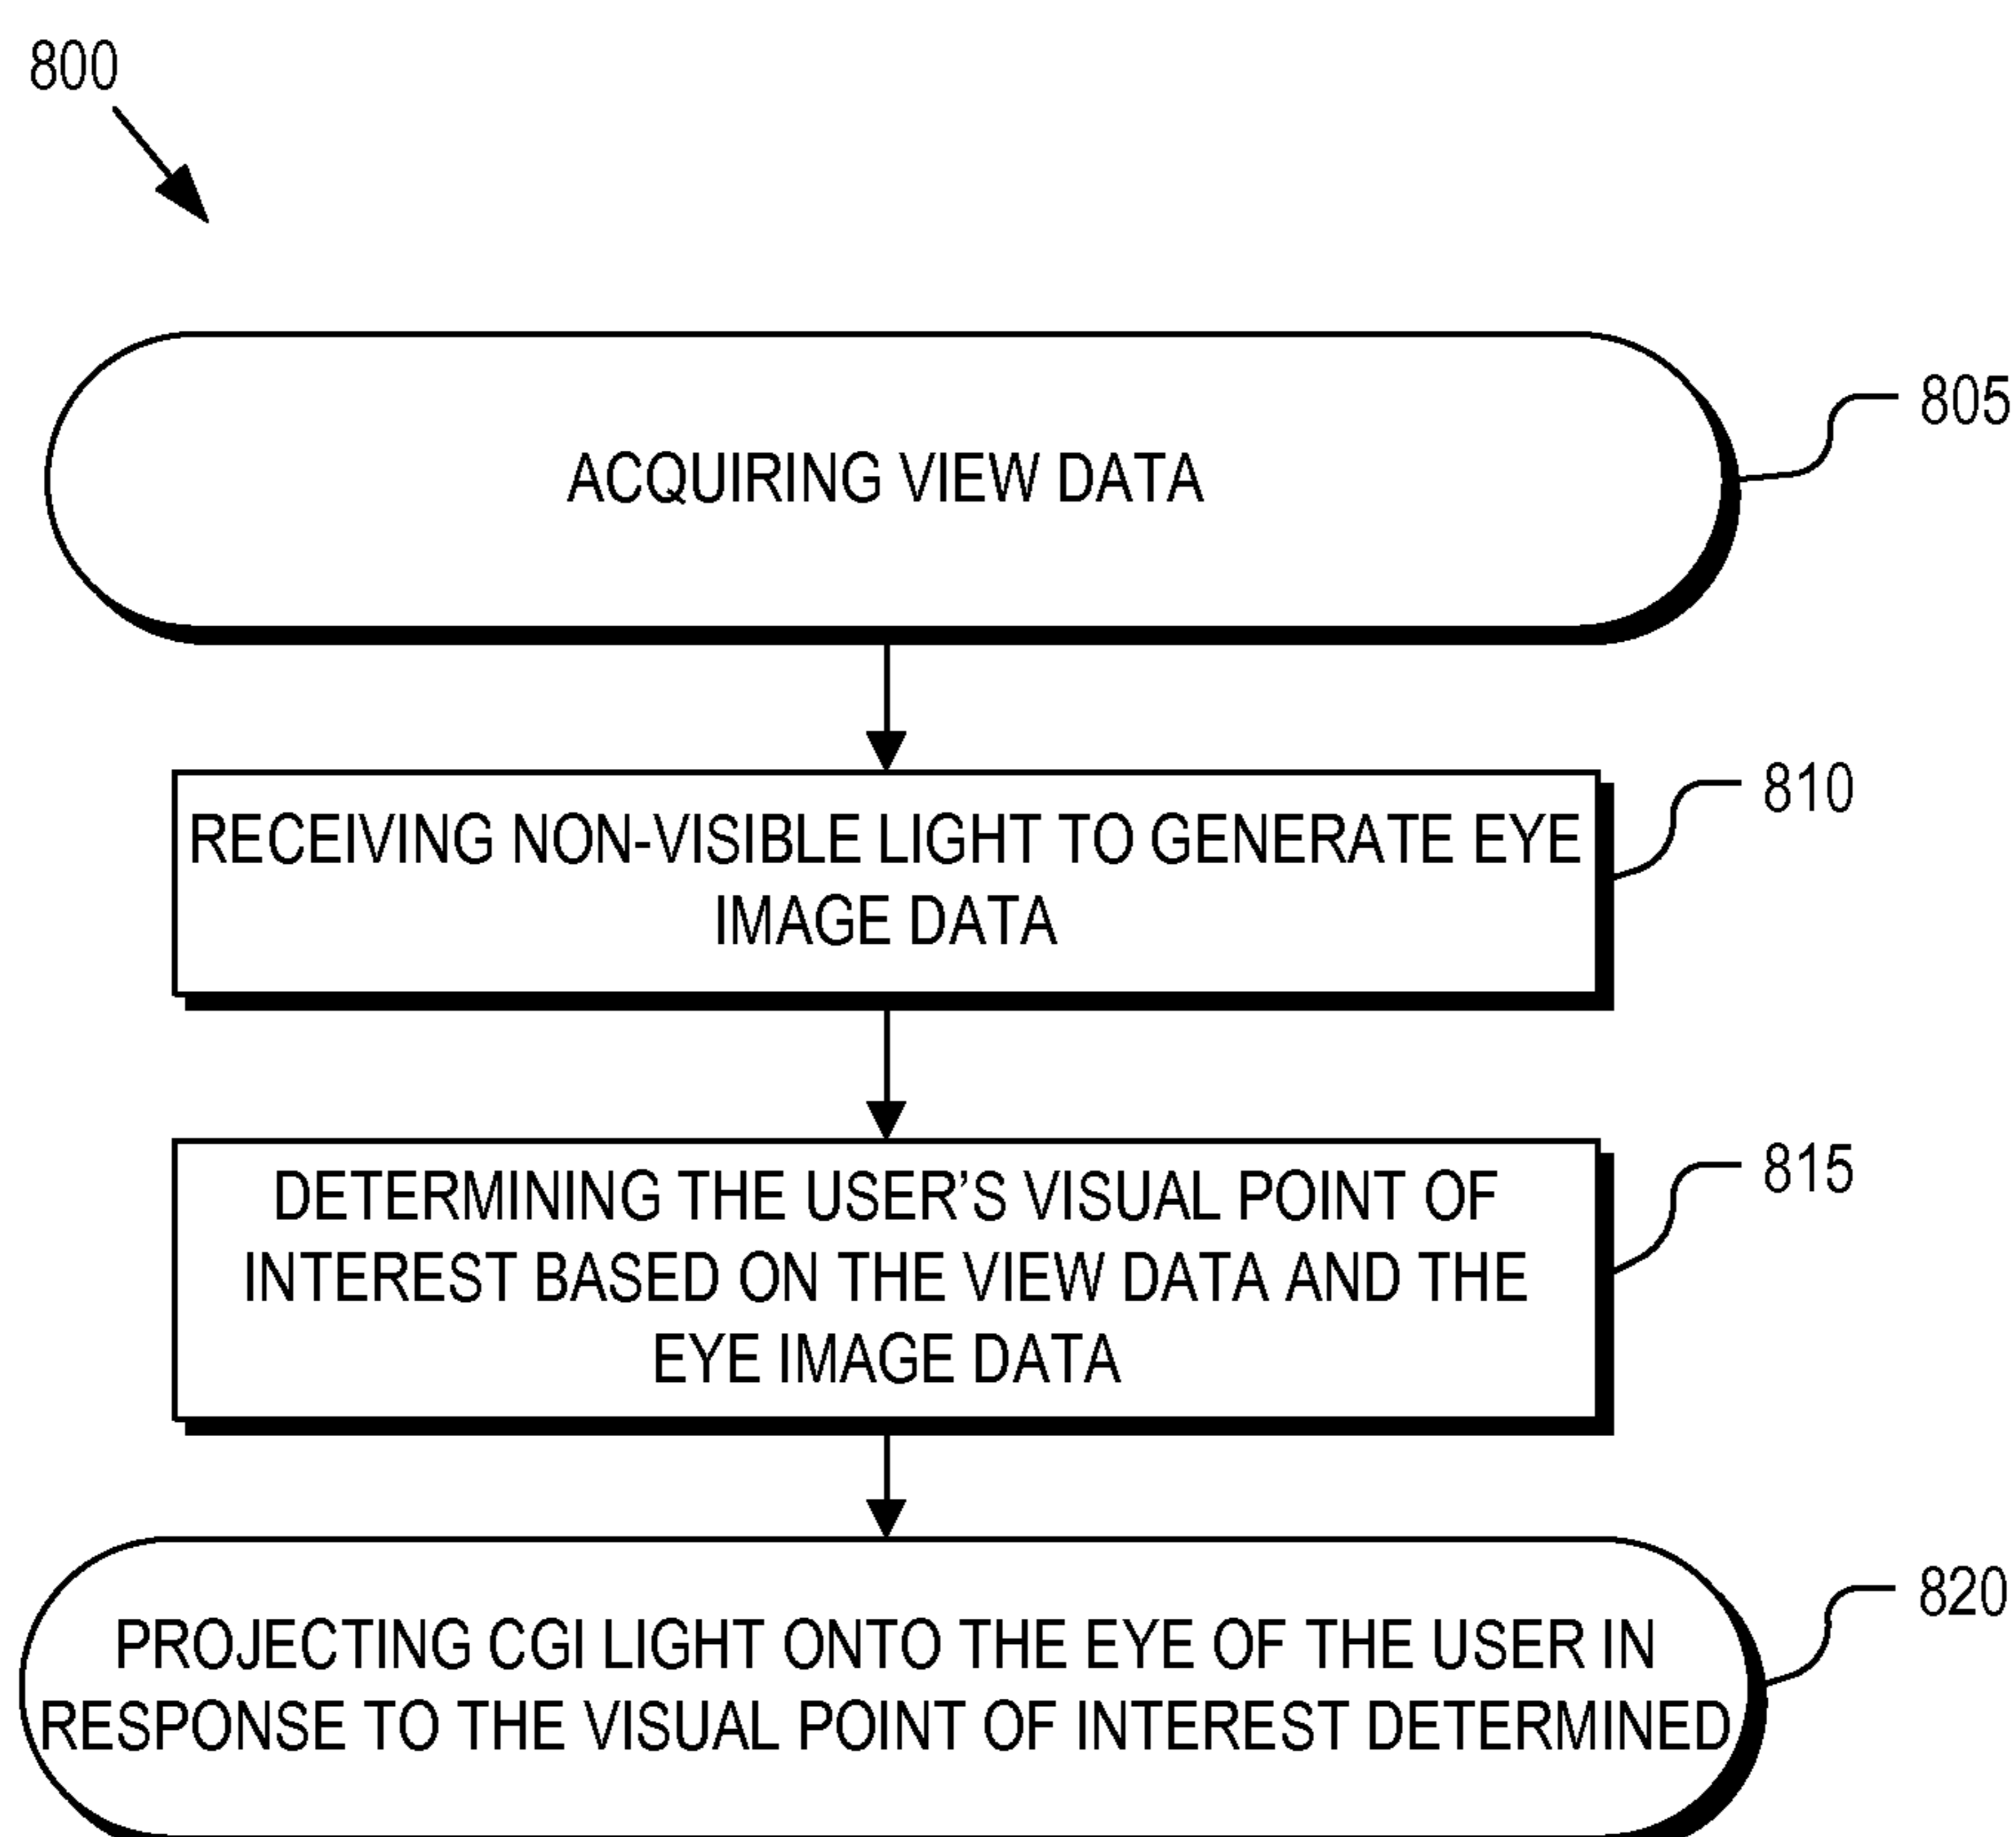 800
ACQUIRING VIEW DATA
805
RECEIVING NON-VISIBLE LIGHT TO GENERATE EYE
IMAGE DATA
810
DETERMINING THE USER’S VISUAL POINT OF
INTEREST BASED ON THE VIEW DATA AND THE
EYE IMAGE DATA
815
PROJECTING CGI LIGHT ONTO THE EYE OF THE USER IN
RESPONSE TO THE VISUAL POINT OF INTEREST DETERMINED
820